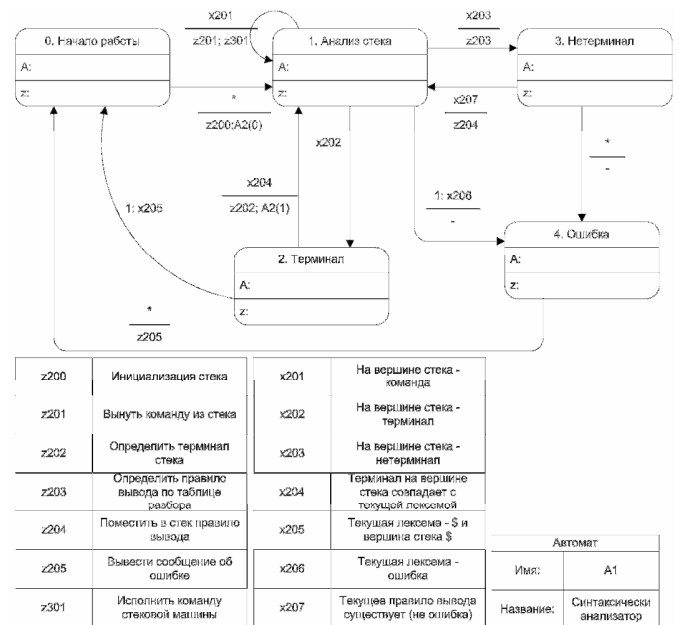 x201
z201; z301
x203
z203
0. Начало работы
A:
z:
1. Анализ стека
A:
z:
3. Нетерминал
A:
z:
*
z200;A2(0)
x207
z204
x202
x204
z202; A2(1)
1: x205
1: x206
-
*
-
4. Ошибка
A:
z:
2. Терминал
A:
z:
*
z205
z200
Инициализация стека
z201
Вынуть команду из стека
z202
Определить терминал
стека
z203
Определить правило
вывода по таблице
разбора
z204
Поместить в стек правило
вывода
z205
Вывести сообщение об
ошибке
z301
Исполнить команду
стековой машины
x201
На вершине стека -
команда
x202
На вершине стека -
терминал
x203
На вершине стека -
нетерминал
x204
Терминал на вершине
стека совпадает с
текущей лексемой
x205
Текущая лексема - $ и
вершина стека $
x206
Текущая лексема -
ошибка
x207
Текущее правило вывода
существует (не ошибка)
Автомат
Имя:
A1
Название:
Синтаксически
анализатор